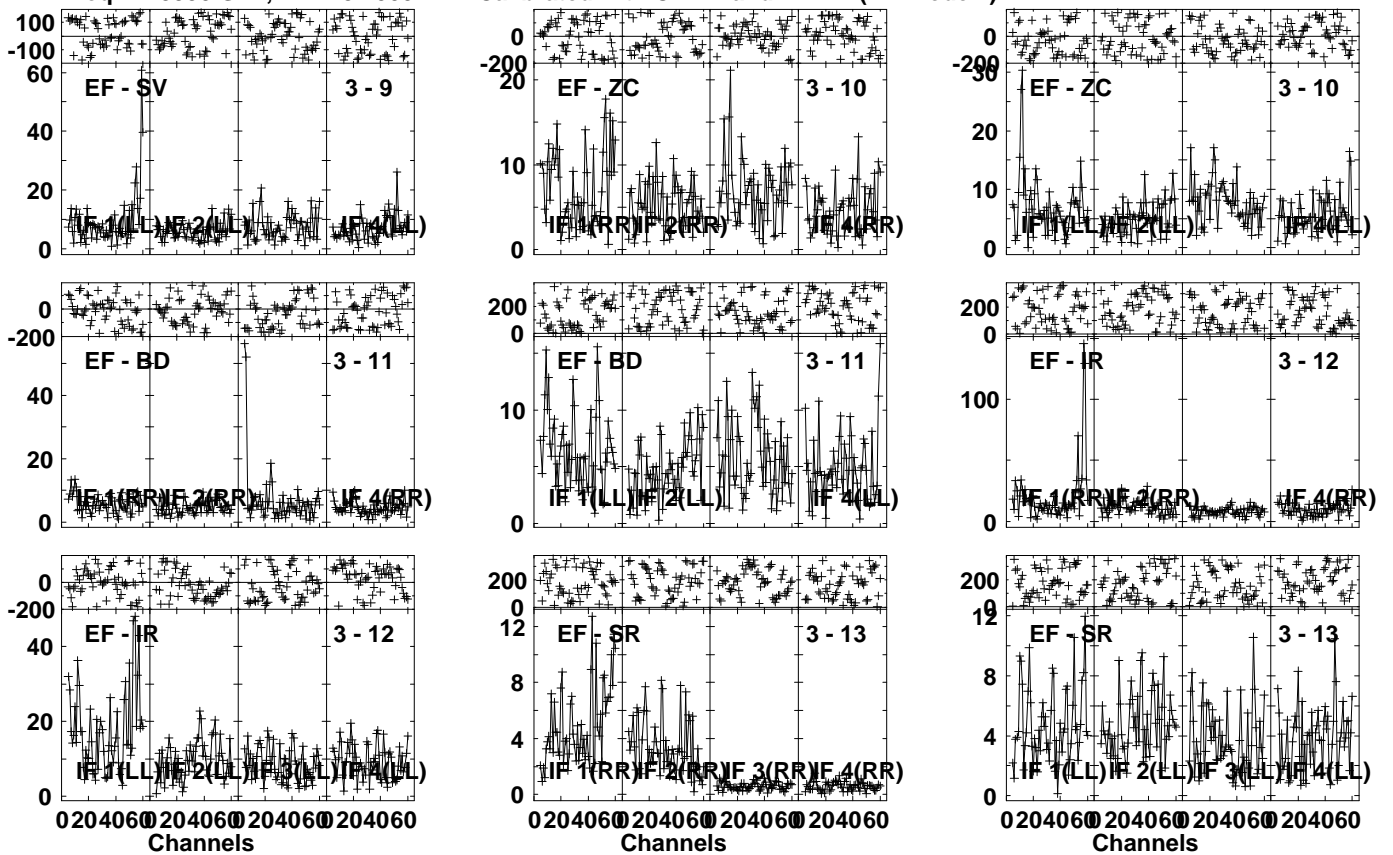 100
0
-100
0
-200
0
-200
60
40
20
0
EF - SV
3 - 9
IF 1(LL)
IF 2(LL)
IF 4(LL)
20
10
0
EF - ZC
3 - 10
IF 1(RR)
IF 2(RR)
IF 4(RR)
30
20
10
0
EF - ZC
3 - 10
IF 1(LL)
IF 2(LL)
IF 4(LL)
0
-200
200
0
200
0
40
20
0
EF - BD
3 - 11
IF 1(RR)
IF 2(RR)
IF 4(RR)
10
0
EF - BD
3 - 11
IF 1(LL)
IF 2(LL)
IF 4(LL)
100
0
EF - IR
3 - 12
IF 1(RR)
IF 2(RR)
IF 4(RR)
0
-200
200
0
200
0
40
20
0
EF - IR
3 - 12
IF 1(LL)
IF 2(LL)
IF 3(LL)
IF 4(LL)
12
8
4
0
EF - SR
3 - 13
IF 1(RR)
IF 2(RR)
IF 3(RR)
IF 4(RR)
12
8
4
0
EF - SR
3 - 13
IF 1(LL)
IF 2(LL)
IF 3(LL)
IF 4(LL)
0 20 40 60 0 20 40 60 0 20 40 60 0 20 40 60
0 20 40 60 0 20 40 60 0 20 40 60 0 20 40 60
0 20 40 60 0 20 40 60 0 20 40 60 0 20 40 60
Channels
Channels
Channels